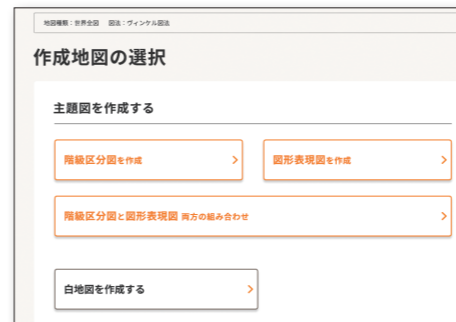 地図種類：世界全図　図法：ヴィンケル図法
作成地図の選択
主題図を作成する
階級区分図を作成
図形表現図を作成
階級区分図と図形表現図 両方の組み合わせ
白地図を作成する